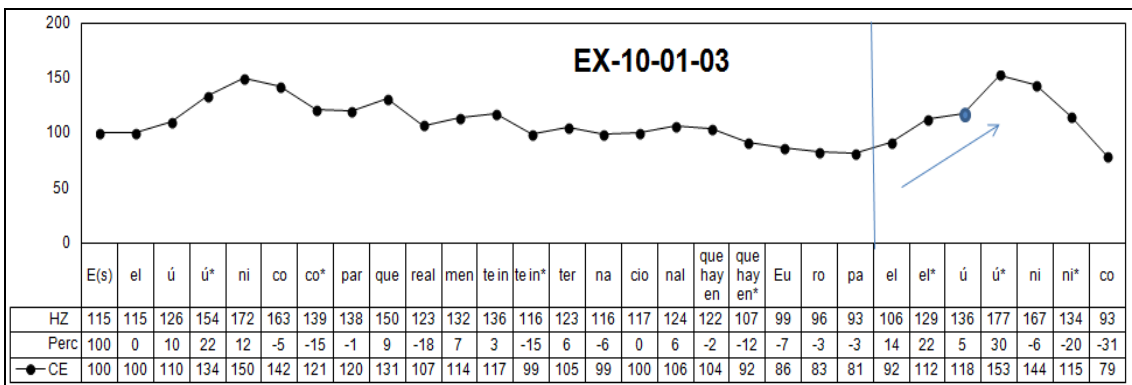 200
EX-10-01-03
150
100
50
0
E(s) el ú ú* ni co co* par que real men te in te in* ter na cio nal que hay en que hay en* Eu ro pa el el* ú ú* ni ni* co
HZ 115 115 126 154 172 163 139 138 150 123 132 136 116 123 116 117 124 122 107 99 96 93 106 129 136 177 167 134 93
Perc 100 0 10 22 12 -5 -15 -1 9 -18 7 3 -15 6 -6 0 6 -2 -12 -7 -3 -3 14 22 5 30 -6 -20 -31
CE 100 100 110 134 150 142 121 120 131 107 114 117 99 105 99 100 106 104 92 86 83 81 92 112 118 153 144 115 79